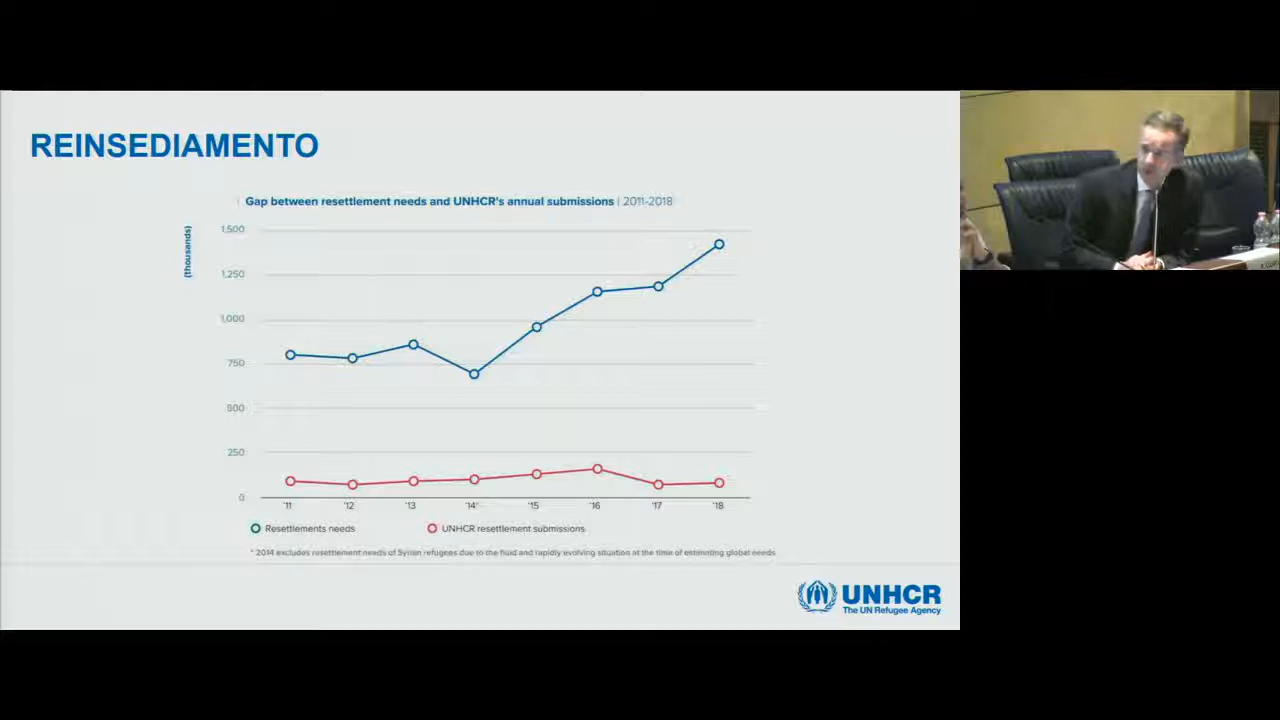 REINSEDIAMENTO
Gap between resettlement needs and UNHCR's annual submissions | 2011-2018
(thousands)
1,500
1,250
1,000
750
500
250
0
'11
'12
'13
'14*
'15
'16
'17
'18
Resettlements needs
UNHCR resettlement submissions
* 2014 excludes resettlement needs of Syrian refugees due to the fluid and rapidly evolving situation at the time of estimating global needs
UNHCR
The UN Refugee Agency